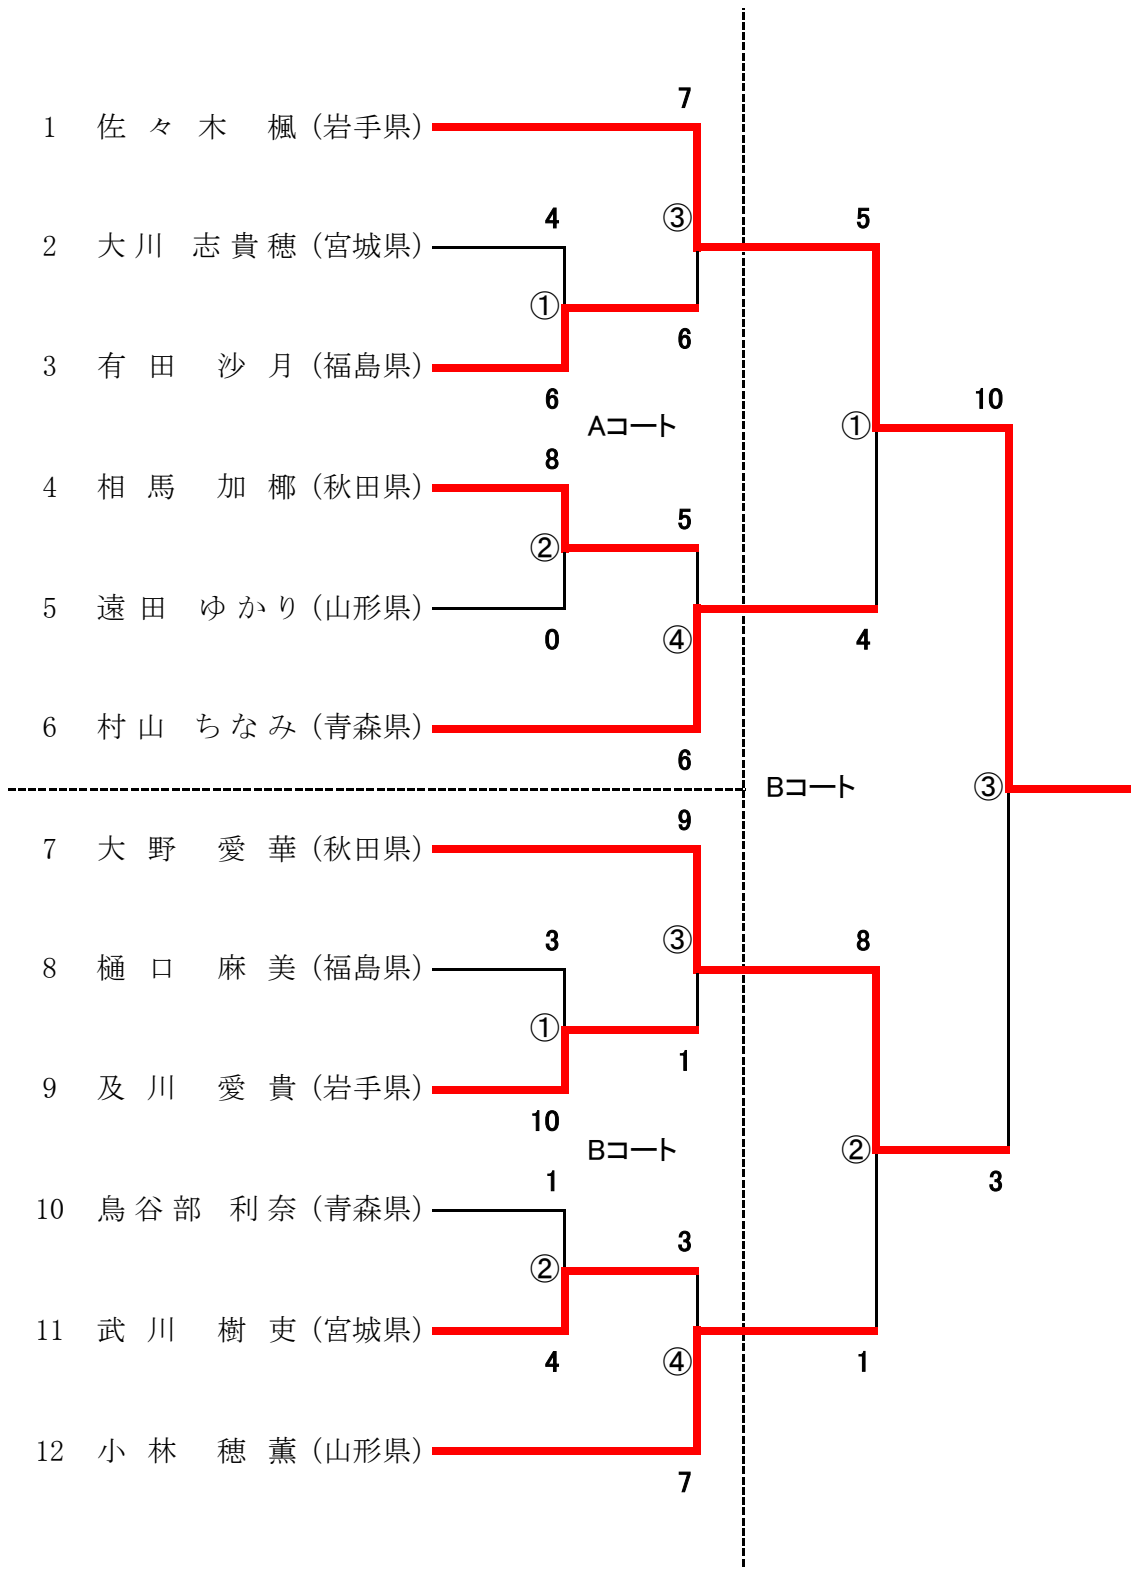 7
1 佐々木 楓 (岩手県)
4 ③ 5
2 大川 志貴穂 (宮城県)
①
6
3 有田 沙月 (福島県)
6 10
Aコート ①
8
4 相馬 加椰 (秋田県)
5
②
5 遠田 ゆかり (山形県)
0 ④ 4
6 村山 ちなみ (青森県)
6
Bコート ③
9
7 大野 愛華 (秋田県)
3 ③ 8
8 樋口 麻美 (福島県)
①
1
9 及川 愛貴 (岩手県)
10
Bコート ②
1 3
10 鳥谷部 利奈 (青森県)
3
②
11 武川 樹吏 (宮城県)
4 ④ 1
12 小林 穂薫 (山形県)
7